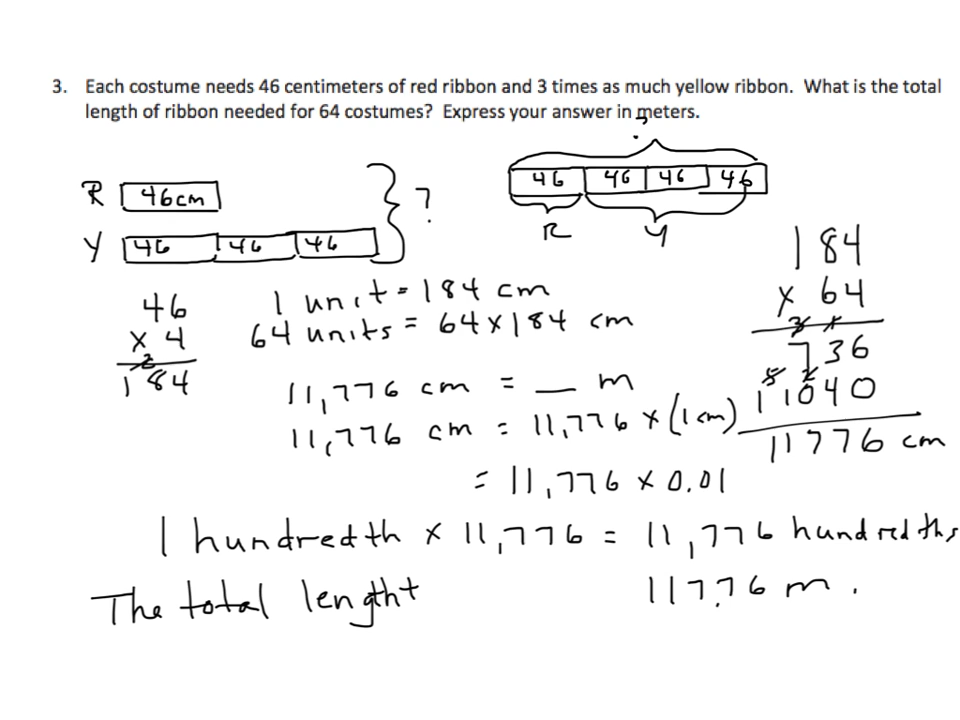 3. Each costume needs 46 centimeters of red ribbon and 3 times as much yellow ribbon. What is the total
length of ribbon needed for 64 costumes? Express your answer in meters.
?
46 46 46 46
R Y
R 46cm
Y 46 46 46
?
46
x 4
2
184
1 unit = 184 cm
64 units = 64 x 184 cm
184
x 64
736
11040
11776 cm
11,776 cm = __ m
11,776 cm = 11,776 x (1 cm)
= 11,776 x 0.01
1 hundredth x 11,776 = 11,776 hundredths
The total lenght 117.76 m.